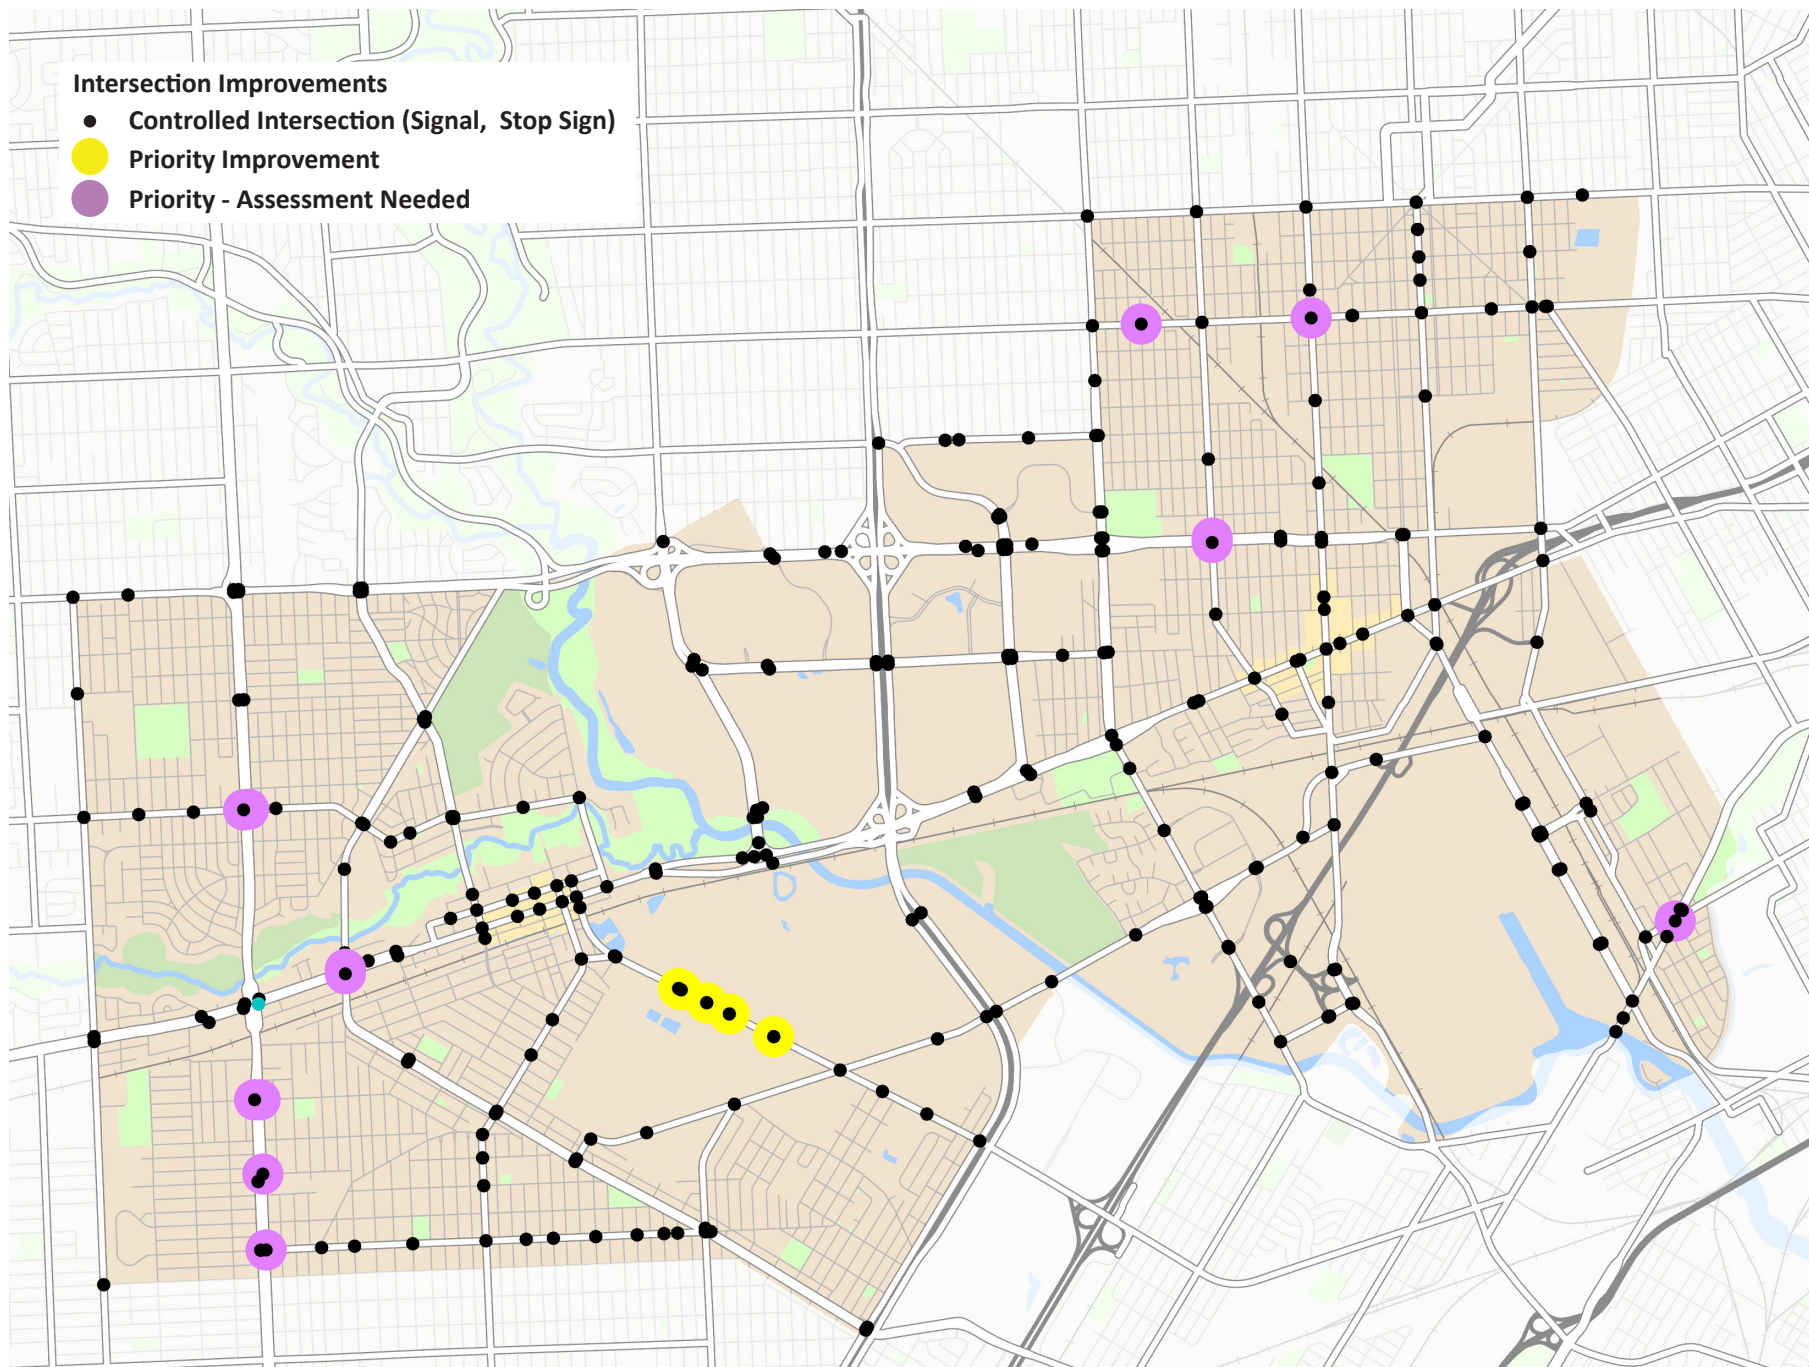 Intersection Improvements
Controlled Intersection (Signal, Stop Sign)
Priority Improvement
Priority - Assessment Needed